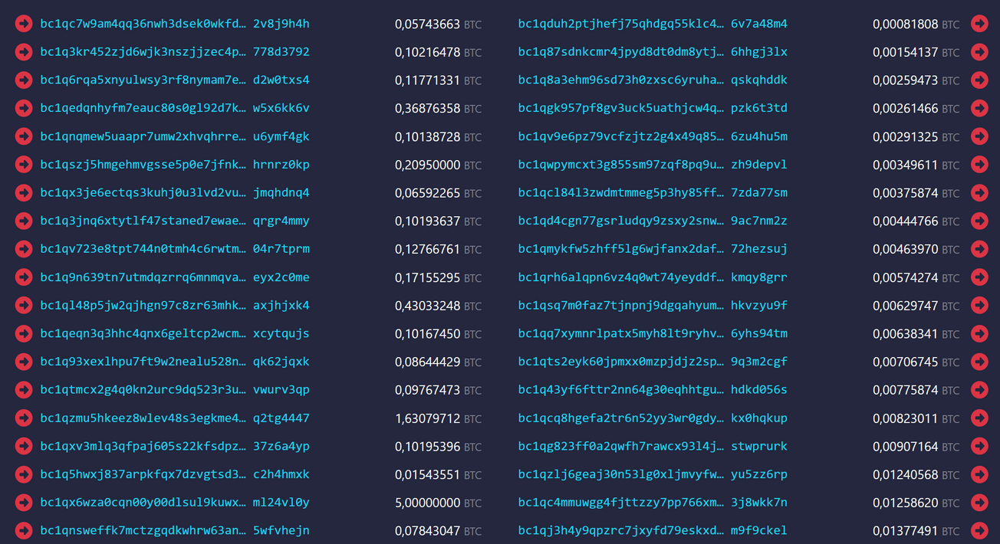 bc1qc7w9am4qq36nwh3dsek0wkfd… 2v8j9h4h 0,05743663 BTC bc1qduh2ptjhefj75qhdgq55klc4… 6v7a48m4 0,00081808 BTC
bc1q3kr452zjd6wjk3nszjjzec4p… 778d3792 0,10216478 BTC bc1q87sdnkcmr4jpyd8dt0dm8ytj… 6hhgj3lx 0,00154137 BTC
bc1q6rqa5xnyulwsy3rf8nymam7e… d2w0txs4 0,11771331 BTC bc1q8a3ehm96sd73h0zxsc6yruha… qskqhddk 0,00259473 BTC
bc1qedqnhyfm7eauc80s0gl92d7k… w5x6kk6v 0,36876358 BTC bc1qgk957pf8gv3uck5uathjcw4q… pzk6t3td 0,00261466 BTC
bc1qnqmew5uaapr7umw2xhvqhrre… u6ymf4gk 0,10138728 BTC bc1qv9e6pz79vcfzjtz2g4x49q85… 6zu4hu5m 0,00291325 BTC
bc1qszj5hmgehmvgsse5p0e7jfnk… hrnrz0kp 0,20950000 BTC bc1qwpymcxt3g855sm97zqf8pq9u… zh9depvl 0,00349611 BTC
bc1qx3je6ectqs3kuhj0u3lvd2vu… jmqhdnq4 0,06592265 BTC bc1qcl84l3zwdmtmmeg5p3hy85ff… 7zda77sm 0,00375874 BTC
bc1q3jnq6xtytlf47staned7ewae… qrgr4mmy 0,10193637 BTC bc1qd4cgn77gsrludqy9zsxy2snw… 9ac7nm2z 0,00444766 BTC
bc1qv723e8tpt744n0tmh4c6rwtm… 04r7tprm 0,12766761 BTC bc1qmykfw5zhff5lg6wjfanx2daf… 72hezsuj 0,00463970 BTC
bc1q9n639tn7utmdqzrrq6mnmqva… eyx2c0me 0,17155295 BTC bc1qrh6alqpn6vz4q0wt74yeyddf… kmqy8grr 0,00574274 BTC
bc1ql48p5jw2qjhgn97c8zr63mhk… axjhjxk4 0,43033248 BTC bc1qsq7m0faz7tjnpnj9dgqahyum… hkvzyu9f 0,00629747 BTC
bc1qeqn3q3hhc4qnx6geltcp2wcm… xcytqujs 0,10167450 BTC bc1qq7xymnrlpatx5myh8lt9ryhv… 6yhs94tm 0,00638341 BTC
bc1q93xexlhpu7ft9w2nealu528n… qk62jqxk 0,08644429 BTC bc1qts2eyk60jpmxx0mzpjdjz2sp… 9q3m2cgf 0,00706745 BTC
bc1qtmcx2g4q0kn2urc9dq523r3u… vwurv3qp 0,09767473 BTC bc1q43yf6fttr2nn64g30eqhhtgu… hdkd056s 0,00775874 BTC
bc1qzmu5hkeez8wlev48s3egkme4… q2tg4447 1,63079712 BTC bc1qcq8hgefa2tr6n52yy3wr0gdy… kx0hqkup 0,00823011 BTC
bc1qxv3mlq3qfpaj605s22kfsdpz… 37z6a4yp 0,10195396 BTC bc1qg823ff0a2qwfh7rawcx93l4j… stwprurk 0,00907164 BTC
bc1q5hwxj837arpkfqx7dzvgtsd3… c2h4hmxk 0,01543551 BTC bc1qzlj6geaj30n53lg0xljmvyfw… yu5zz6rp 0,01240568 BTC
bc1qx6wza0cqn00y00dlsul9kuwx… ml24vl0y 5,00000000 BTC bc1qc4mmuwgg4fjttzzy7pp766xm… 3j8wkk7n 0,01258620 BTC
bc1qnsweffk7mctzgqdkwhrw63an… 5wfvhejn 0,07843047 BTC bc1qj3h4y9qpzrc7jxyfd79eskxd… m9f9ckel 0,01377491 BTC